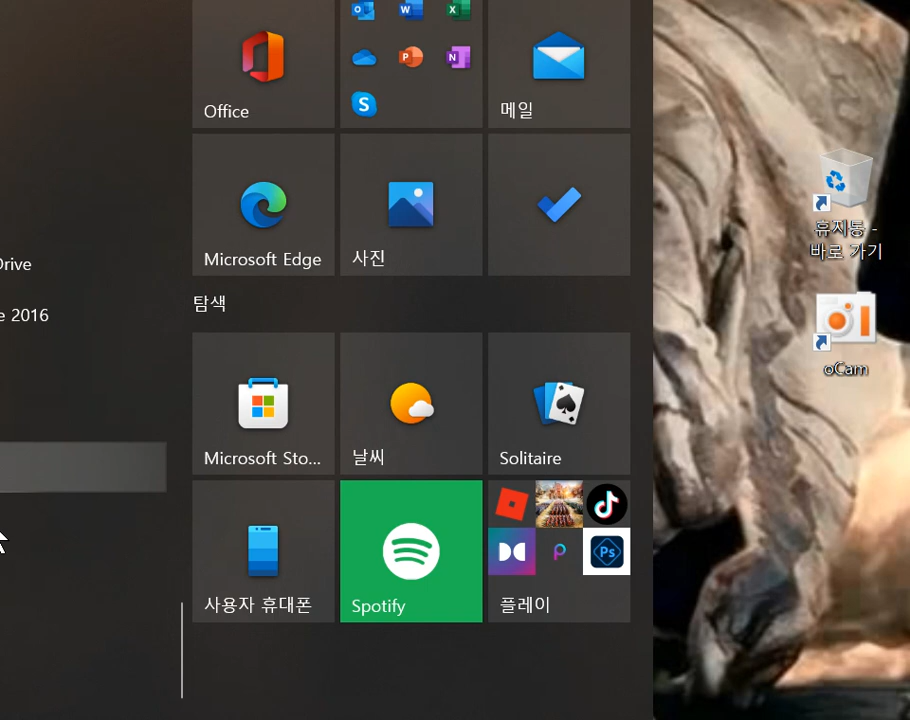 Office
메일
Drive
Microsoft Edge
사진
e 2016
탐색
Microsoft Sto...
날씨
Solitaire
사용자 휴대폰
Spotify
Ps
플레이
휴지통 -
바로 가기
oCam